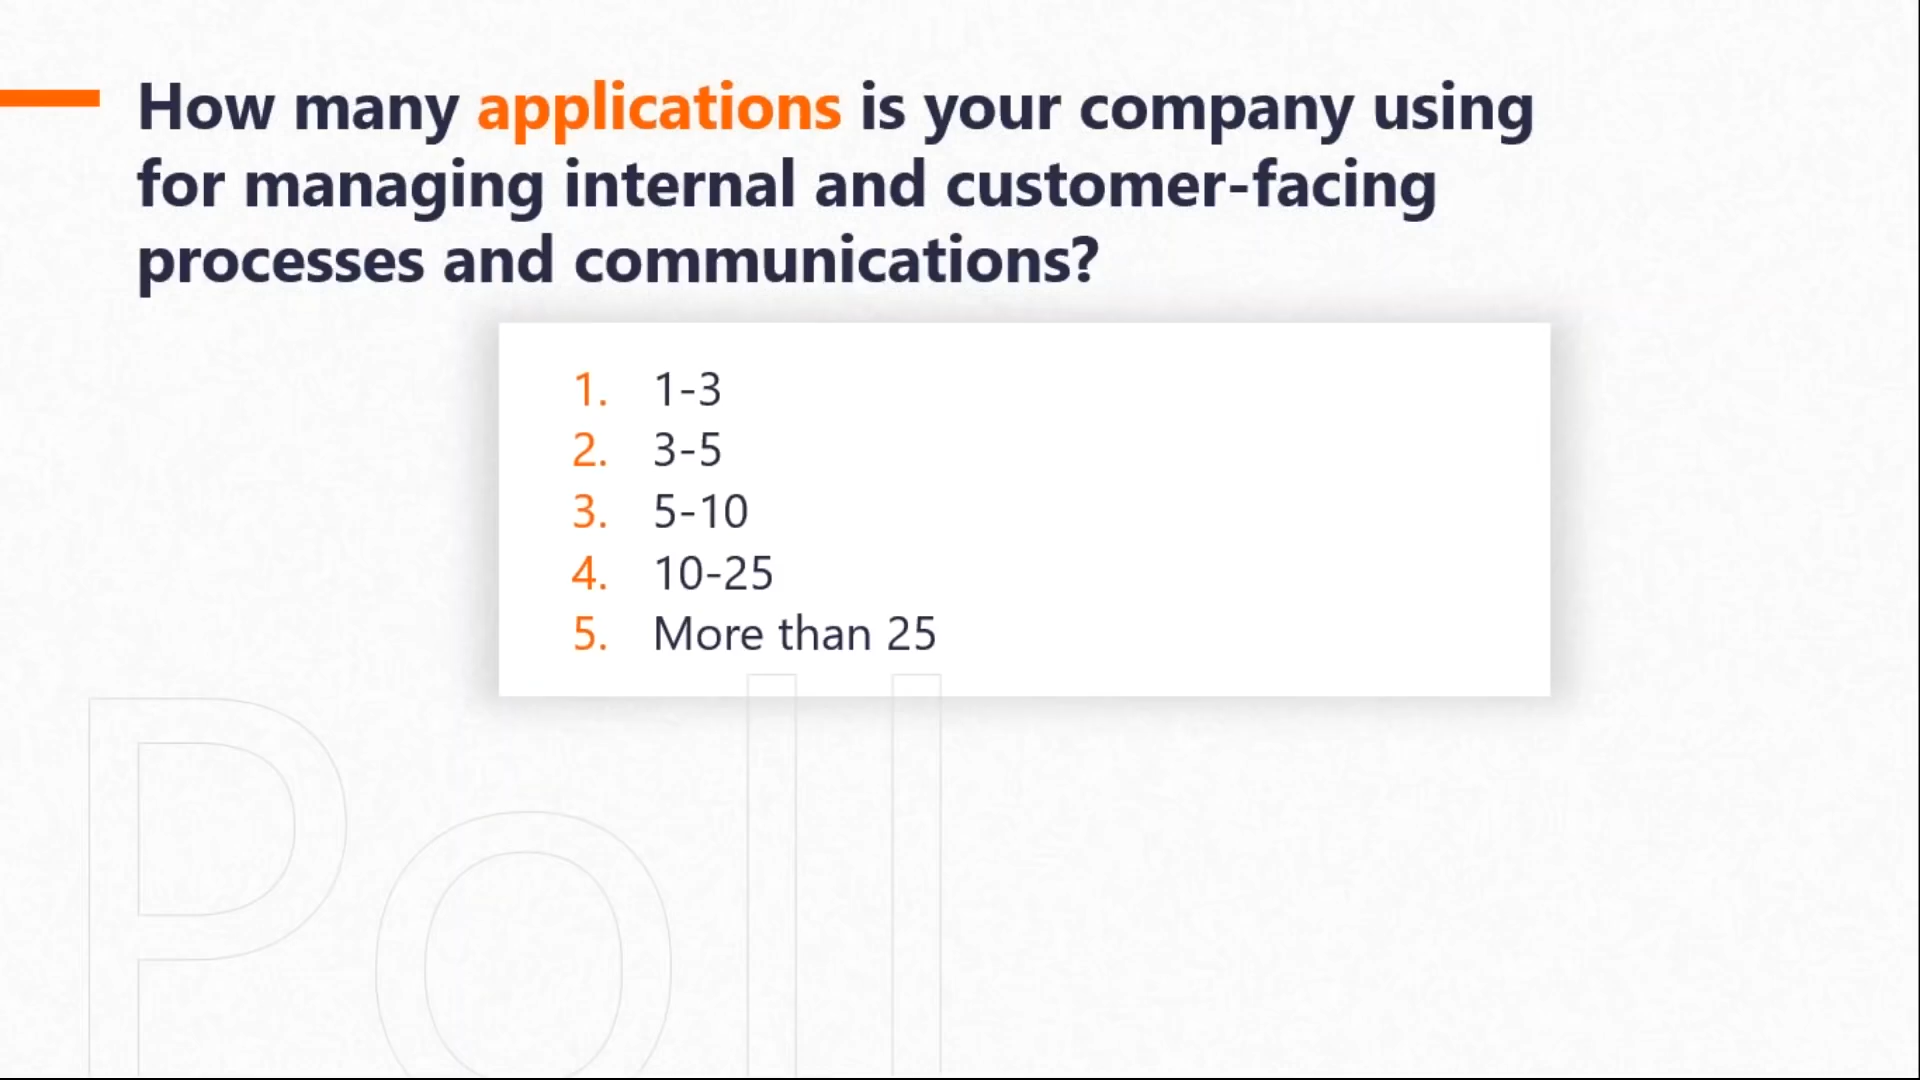 How many applications is your company using
for managing internal and customer-facing
processes and communications?
1. 1-3
2. 3-5
3. 5-10
4. 10-25
5. More than 25
Poll